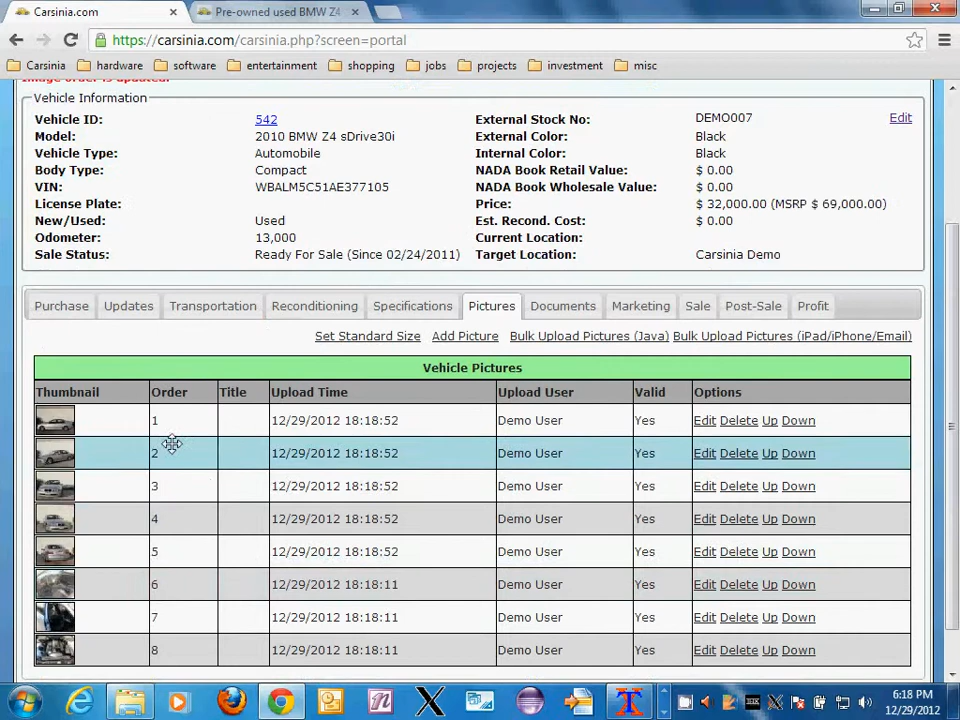 Carsinia.com
Pre-owned used BMW Z4
https://carsinia.com/carsinia.php?screen=portal
Carsinia hardware software entertainment shopping jobs projects investment misc
Image order is updated.
Vehicle Information
Vehicle ID: 542 External Stock No: DEMO007 Edit
Model: 2010 BMW Z4 sDrive30i External Color: Black
Vehicle Type: Automobile Internal Color: Black
Body Type: Compact NADA Book Retail Value: $ 0.00
VIN: WBALM5C51AE377105 NADA Book Wholesale Value: $ 0.00
License Plate: Price: $ 32,000.00 (MSRP $ 69,000.00)
New/Used: Used Est. Recond. Cost: $ 0.00
Odometer: 13,000 Current Location:
Sale Status: Ready For Sale (Since 02/24/2011) Target Location: Carsinia Demo
Purchase Updates Transportation Reconditioning Specifications Pictures Documents Marketing Sale Post-Sale Profit
Set Standard Size Add Picture Bulk Upload Pictures (Java) Bulk Upload Pictures (iPad/iPhone/Email)
Vehicle Pictures
Thumbnail Order Title Upload Time Upload User Valid Options
1 12/29/2012 18:18:52 Demo User Yes Edit Delete Up Down
2 12/29/2012 18:18:52 Demo User Yes Edit Delete Up Down
3 12/29/2012 18:18:52 Demo User Yes Edit Delete Up Down
4 12/29/2012 18:18:52 Demo User Yes Edit Delete Up Down
5 12/29/2012 18:18:52 Demo User Yes Edit Delete Up Down
6 12/29/2012 18:18:11 Demo User Yes Edit Delete Up Down
7 12/29/2012 18:18:11 Demo User Yes Edit Delete Up Down
8 12/29/2012 18:18:11 Demo User Yes Edit Delete Up Down
6:18 PM
12/29/2012